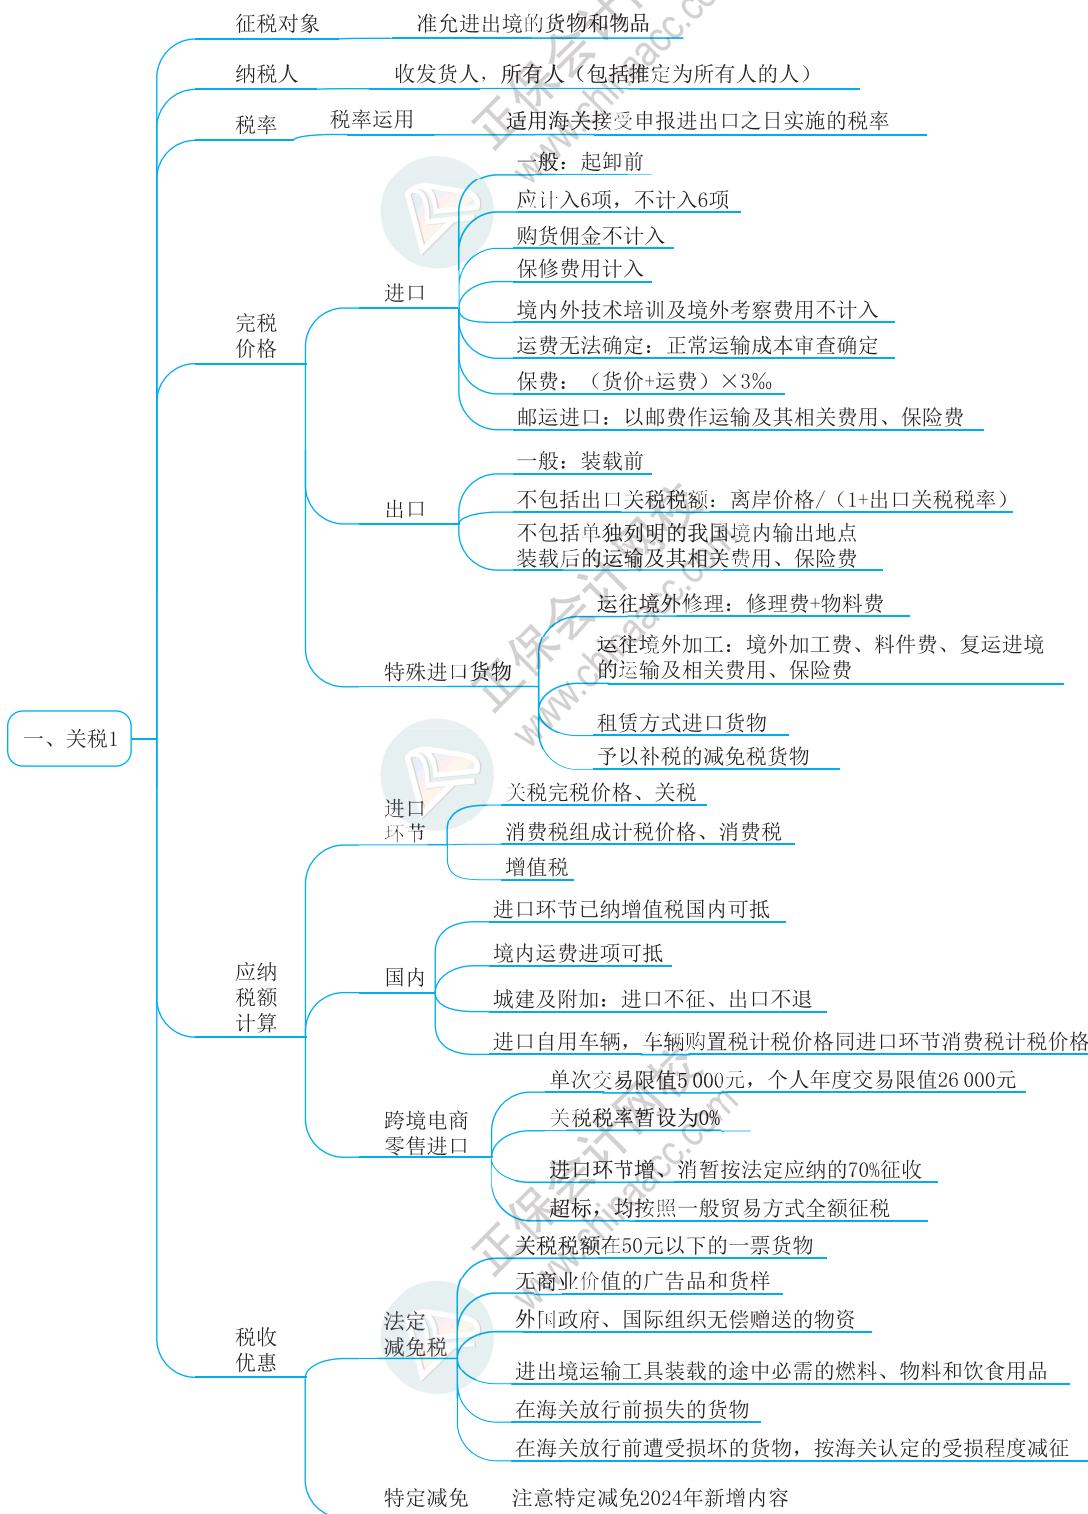 征税对象
准允进出境的货物和物品
纳税人
收发货人，所有人（包括推定为所有人的人）
税率
税率运用
适用海关接受申报进出口之日实施的税率
完税
价格
进口
一般：起卸前
应计入6项，不计入6项
购货佣金不计入
保修费用计入
境内外技术培训及境外考察费用不计入
运费无法确定：正常运输成本审查确定
保费：（货价+运费）×3‰
邮运进口：以邮费作运输及其相关费用、保险费
出口
一般：装载前
不包括出口关税税额：离岸价格/（1+出口关税税率）
不包括单独列明的我国境内输出地点
装载后的运输及其相关费用、保险费
特殊进口货物
运往境外修理：修理费+物料费
运往境外加工：境外加工费、料件费、复运进境
的运输及相关费用、保险费
租赁方式进口货物
予以补税的减免税货物
一、关税1
应纳
税额
计算
进口
环节
关税完税价格、关税
消费税组成计税价格、消费税
增值税
国内
进口环节已纳增值税国内可抵
境内运费进项可抵
城建及附加：进口不征、出口不退
进口自用车辆，车辆购置税计税价格同进口环节消费税计税价格
跨境电商
零售进口
单次交易限值5 000元，个人年度交易限值26 000元
关税税率暂设为0%
进口环节增、消暂按法定应纳的70%征收
超标，均按照一般贸易方式全额征税
税收
优惠
法定
减免税
关税税额在50元以下的一票货物
无商业价值的广告品和货样
外国政府、国际组织无偿赠送的物资
进出境运输工具装载的途中必需的燃料、物料和饮食用品
在海关放行前损失的货物
在海关放行前遭受损坏的货物，按海关认定的受损程度减征
特定减免
注意特定减免2024年新增内容
正保会计网校
www.chinaacc.com
正保会计网校
www.chinaacc.com
正保会计网校
www.chinaacc.com